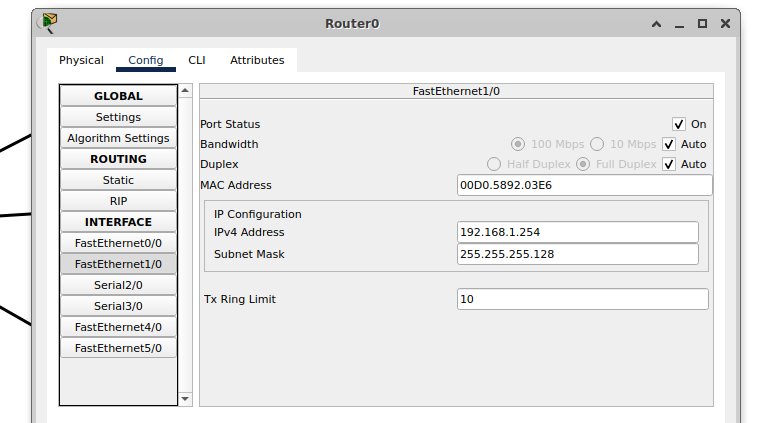 Router0
Physical Config CLI Attributes
GLOBAL
Settings
Algorithm Settings
ROUTING
Static
RIP
INTERFACE
FastEthernet0/0
FastEthernet1/0
Serial2/0
Serial3/0
FastEthernet4/0
FastEthernet5/0
FastEthernet1/0
Port Status On
Bandwidth 100 Mbps 10 Mbps Auto
Duplex Half Duplex Full Duplex Auto
MAC Address 00D0.5892.03E6
IP Configuration
IPv4 Address 192.168.1.254
Subnet Mask 255.255.255.128
Tx Ring Limit 10